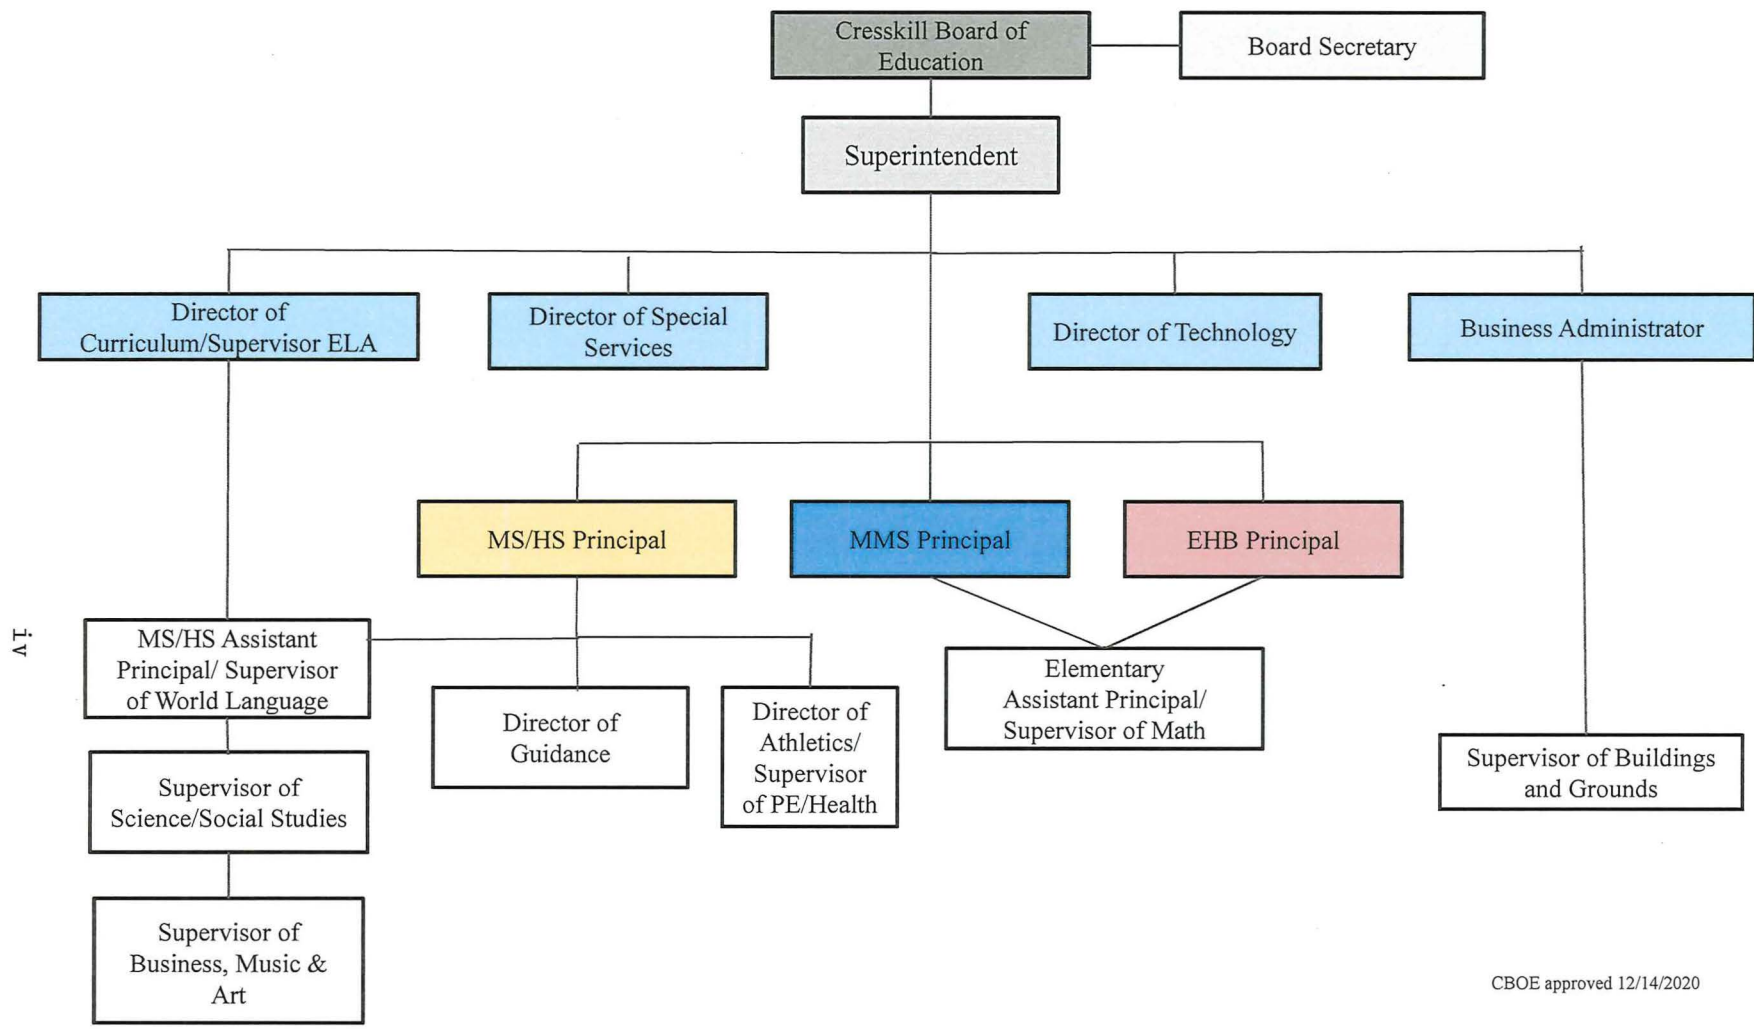 Cresskill Board of
Education
Board Secretary
Superintendent
Director of
Curriculum/Supervisor ELA
Director of Special
Services
Director of Technology
Business Administrator
MS/HS Principal
MMS Principal
EHB Principal
MS/HS Assistant
Principal/ Supervisor
of World Language
Director of
Guidance
Director of
Athletics/
Supervisor
of PE/Health
Elementary
Assistant Principal/
Supervisor of Math
Supervisor of Buildings
and Grounds
Supervisor of
Science/Social Studies
Supervisor of
Business, Music &
Art
iv
CBOE approved 12/14/2020